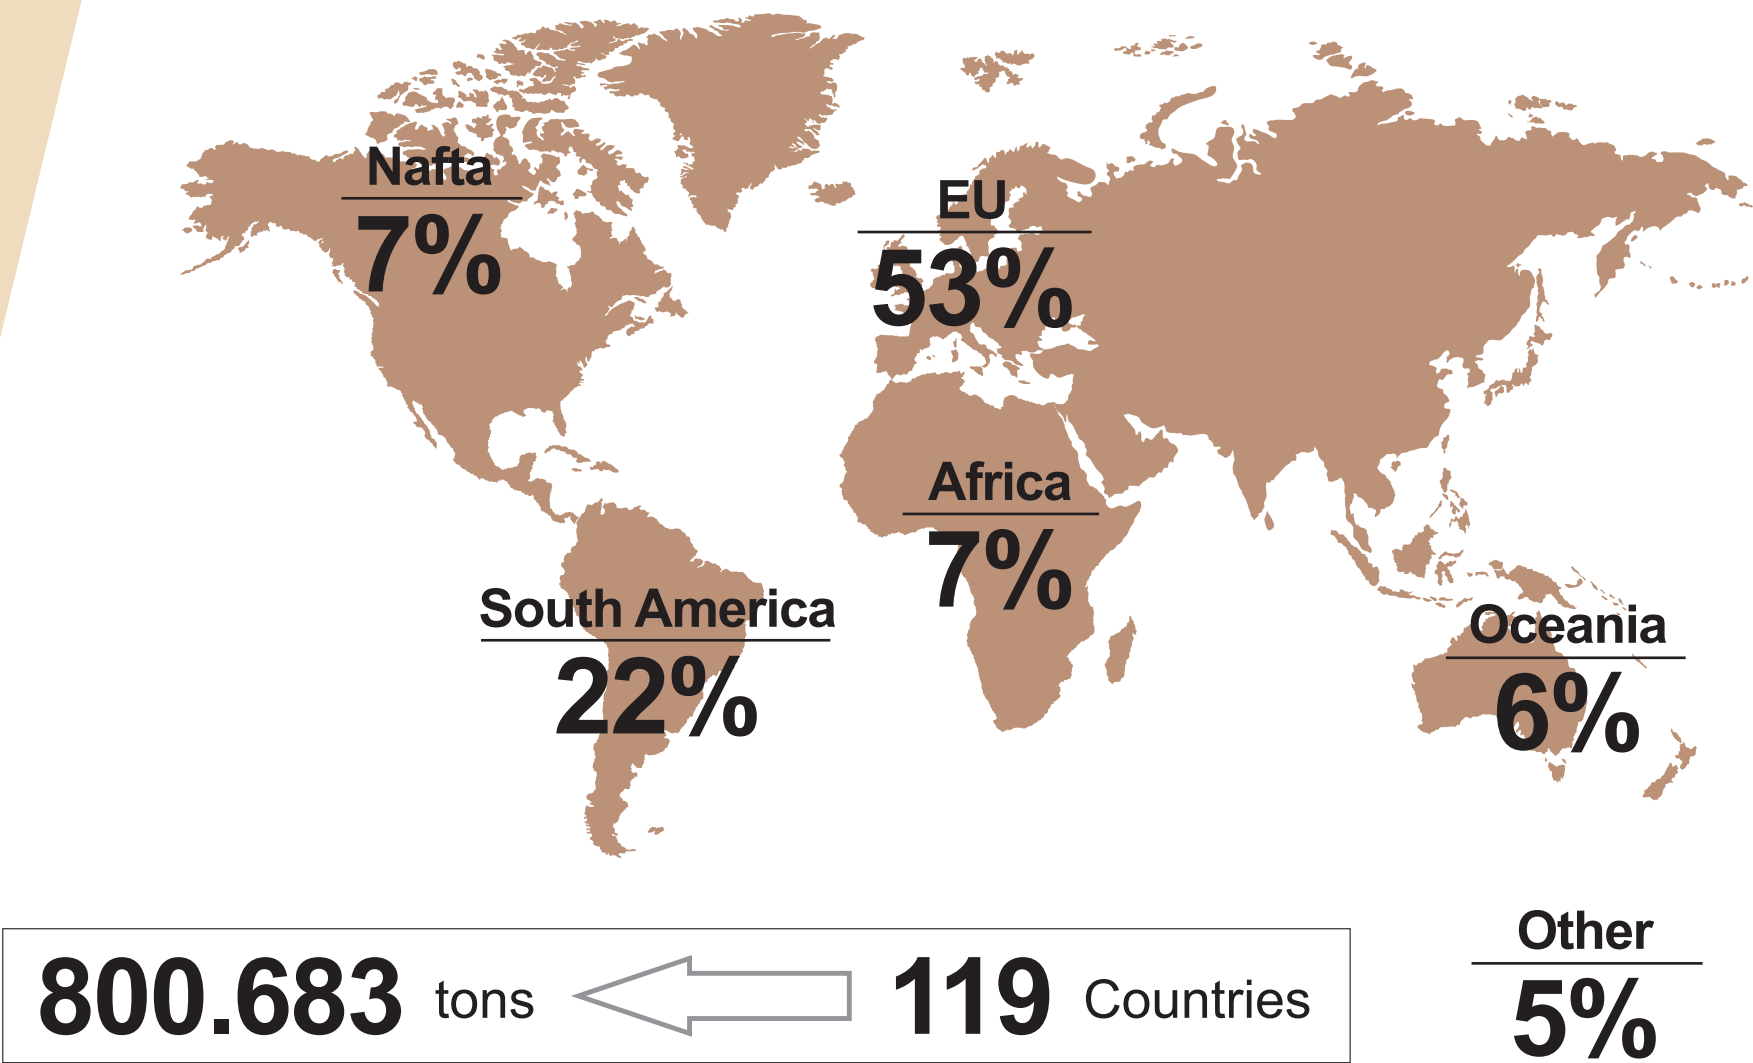 Nafta
7%
EU
53%
Africa
7%
South America
22%
Oceania
6%
Other
5%
800.683 tons
119 Countries